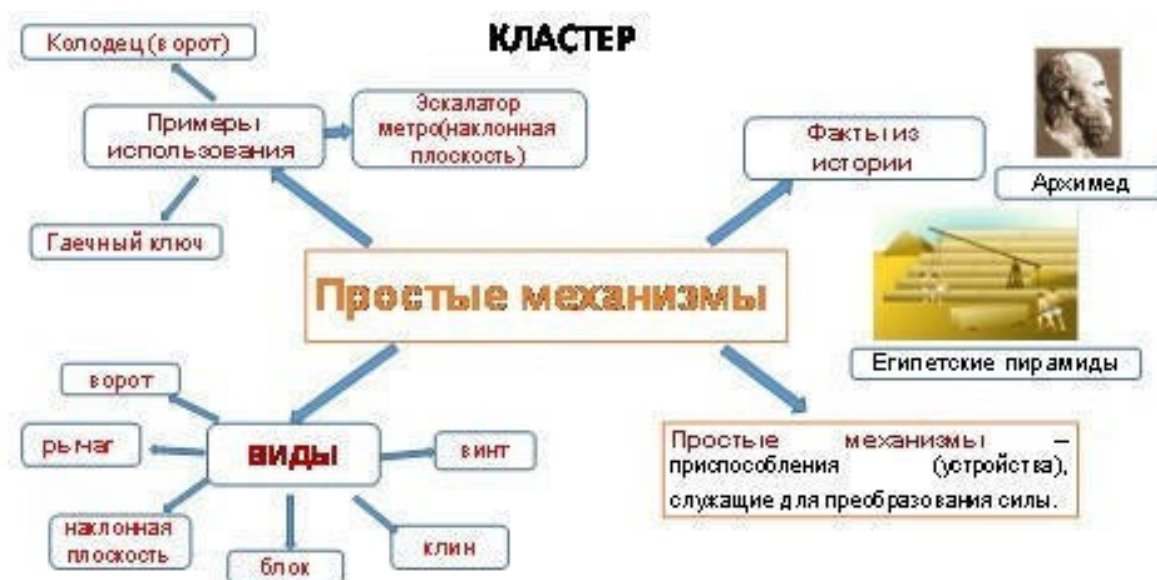 КЛАСТЕР
Колодец (ворот)
Примеры
использования
Эскалатор
метро(наклонная
плоскость)
Гаечный ключ
Факты из
истории
Архимед
Египетские пирамиды
Простые механизмы
ВИДЫ
ворот
рычаг
наклонная
плоскость
блок
клин
винт
Простые механизмы –
приспособления (устройства),
служащие для преобразования силы.